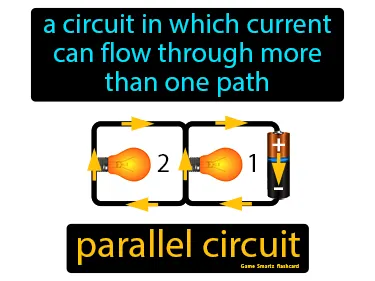 a circuit in which current
can flow through more
than one path
2
1
+
-
parallel circuit
Game Smartz flashcard